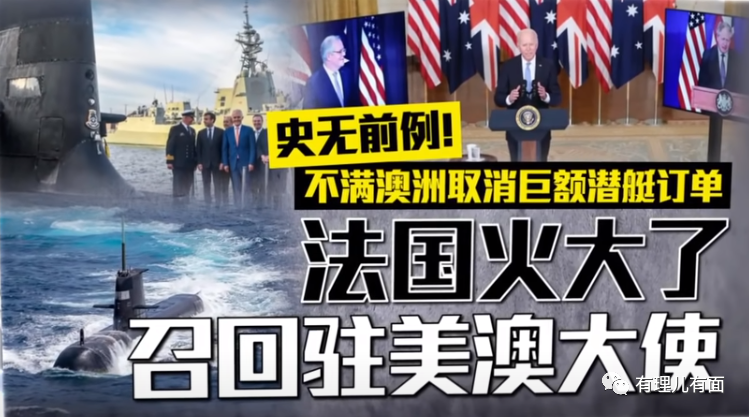 史无前例!
不满澳洲取消巨额潜艇订单
法国火大了
召回驻美澳大使
有理儿有面